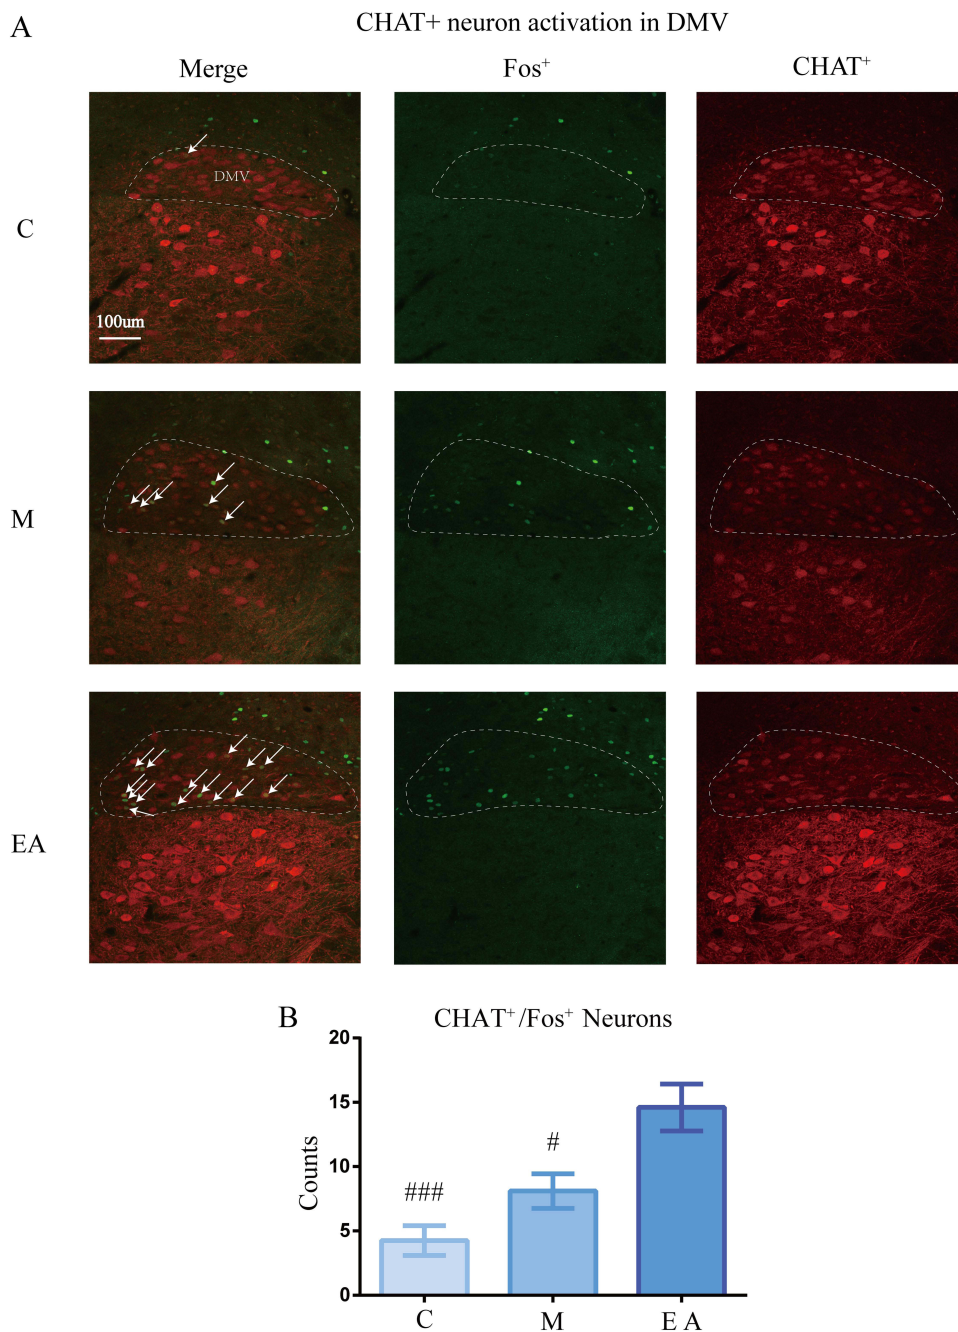 A
CHAT+ neuron activation in DMV
Merge
Fos⁺
CHAT⁺
C
DMV
100um
M
EA
B
CHAT⁺/Fos⁺ Neurons
Counts
20
15
10
5
0
###
#
C
M
E A